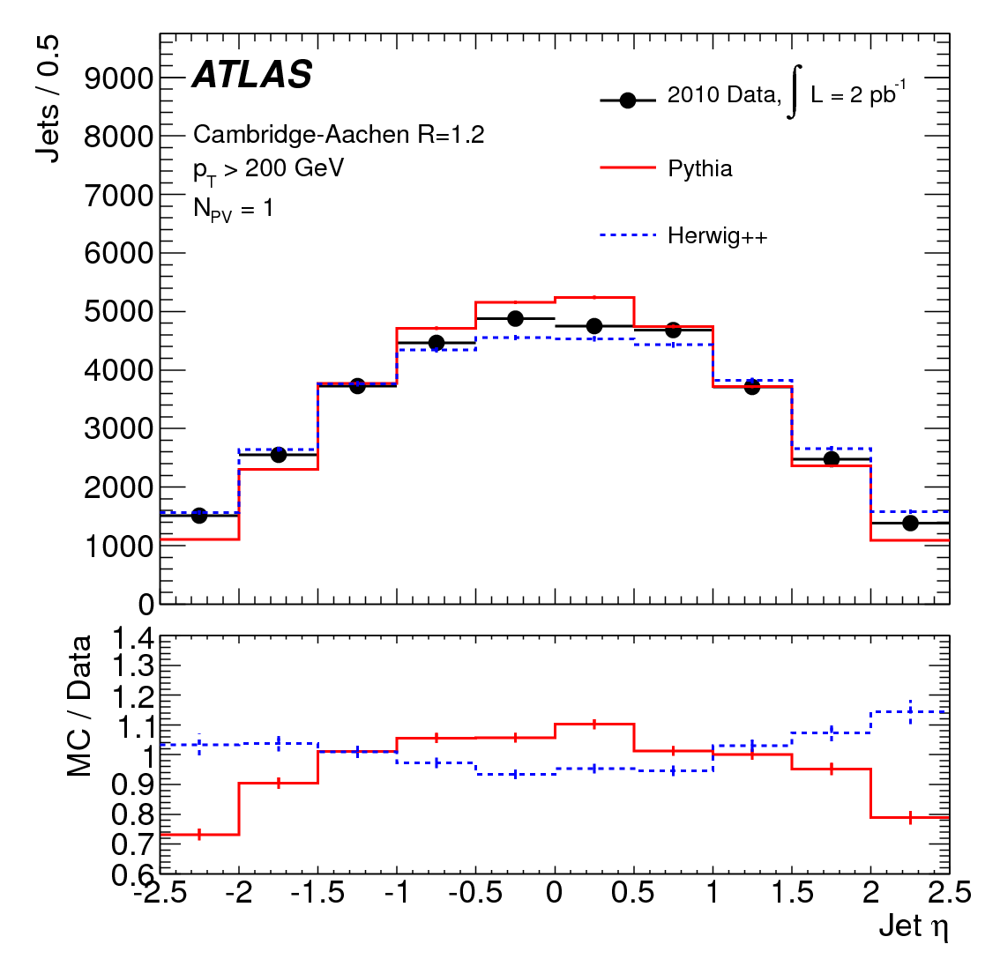 Jets / 0.5
9000
8000
7000
6000
5000
4000
3000
2000
1000
0
ATLAS
Cambridge-Aachen R=1.2
p_T > 200 GeV
N_PV = 1
2010 Data, ∫ L = 2 pb⁻¹
Pythia
Herwig++
MC / Data
1.4
1.3
1.2
1.1
1
0.9
0.8
0.7
0.6
-2.5 -2 -1.5 -1 -0.5 0 0.5 1 1.5 2 2.5
Jet η